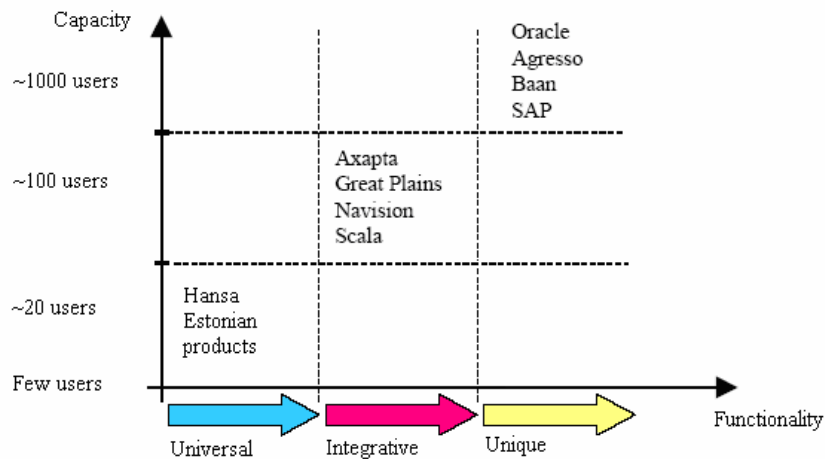 Capacity
~1000 users
Oracle
Agresso
Baan
SAP
~100 users
Axapta
Great Plains
Navision
Scala
~20 users
Hansa
Estonian
products
Few users
Functionality
Universal
Integrative
Unique